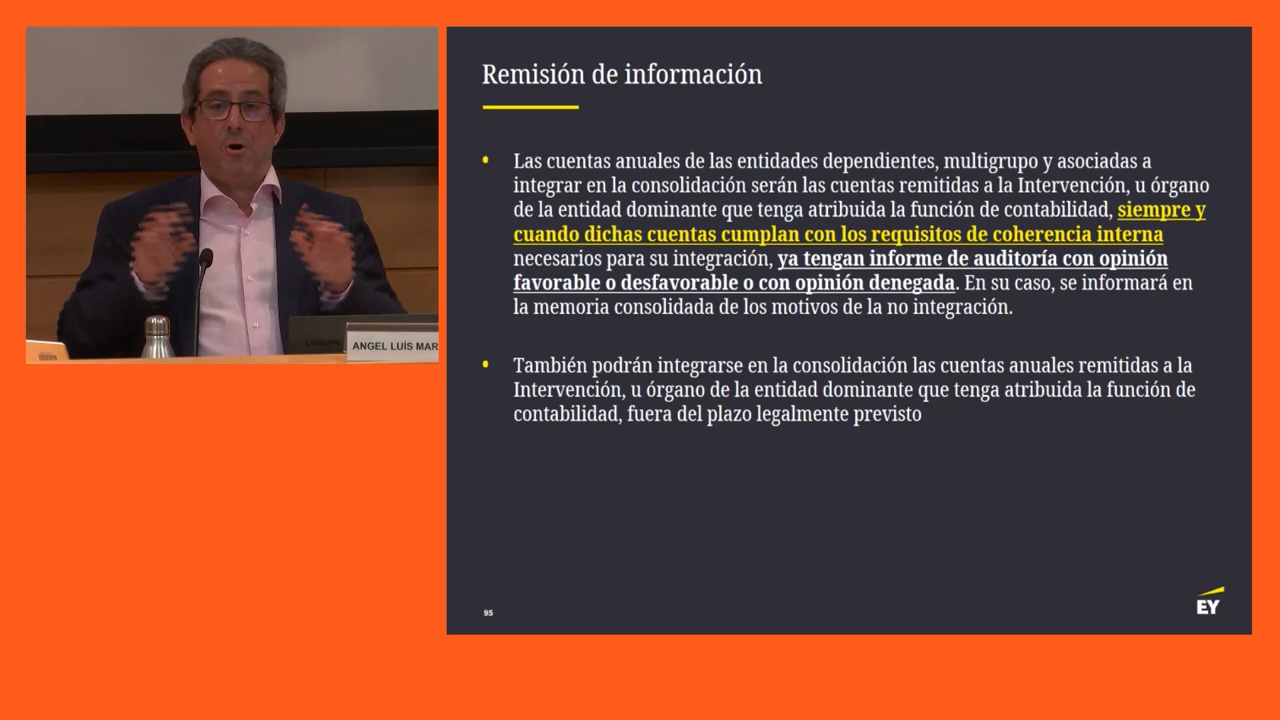 ANGEL LUÍS MAR
Remisión de información
• Las cuentas anuales de las entidades dependientes, multigrupo y asociadas a
integrar en la consolidación serán las cuentas remitidas a la Intervención, u órgano
de la entidad dominante que tenga atribuida la función de contabilidad, siempre y
cuando dichas cuentas cumplan con los requisitos de coherencia interna
necesarios para su integración, ya tengan informe de auditoría con opinión
favorable o desfavorable o con opinión denegada. En su caso, se informará en
la memoria consolidada de los motivos de la no integración.
• También podrán integrarse en la consolidación las cuentas anuales remitidas a la
Intervención, u órgano de la entidad dominante que tenga atribuida la función de
contabilidad, fuera del plazo legalmente previsto
95
EY